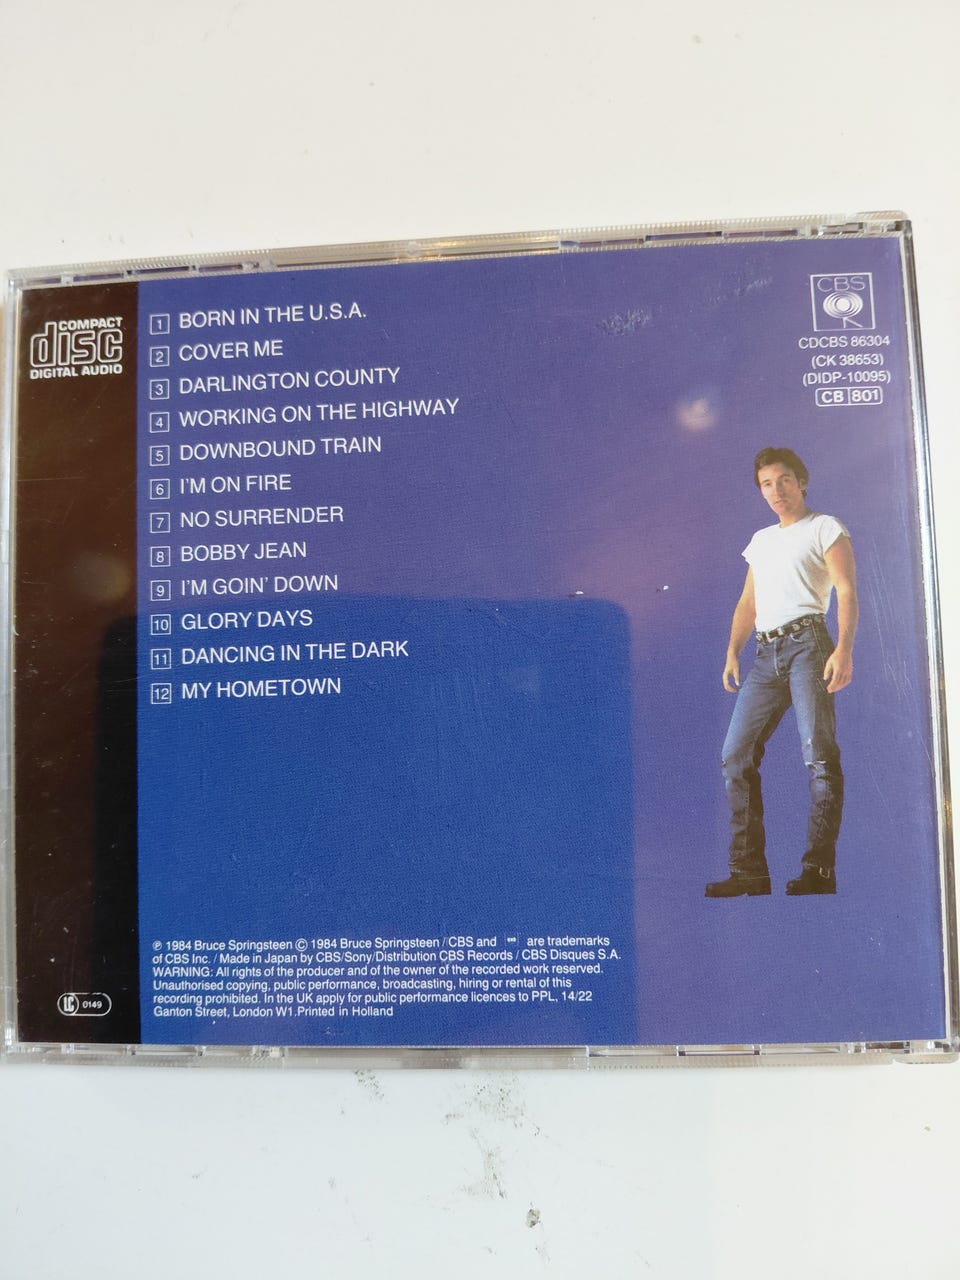 COMPACT
disc
DIGITAL AUDIO
1 BORN IN THE U.S.A.
2 COVER ME
3 DARLINGTON COUNTY
4 WORKING ON THE HIGHWAY
5 DOWNBOUND TRAIN
6 I'M ON FIRE
7 NO SURRENDER
8 BOBBY JEAN
9 I'M GOIN' DOWN
10 GLORY DAYS
11 DANCING IN THE DARK
12 MY HOMETOWN
CBS
CDCBS 86304
(CK 38653)
(DIDP-10095)
CB 801
℗ 1984 Bruce Springsteen © 1984 Bruce Springsteen / CBS and are trademarks
of CBS Inc. / Made in Japan by CBS/Sony/Distribution CBS Records / CBS Disques S.A.
WARNING: All rights of the producer and of the owner of the recorded work reserved.
Unauthorised copying, public performance, broadcasting, hiring or rental of this
recording prohibited. In the UK apply for public performance licences to PPL, 14/22
Ganton Street, London W1.Printed in Holland
LC 0149